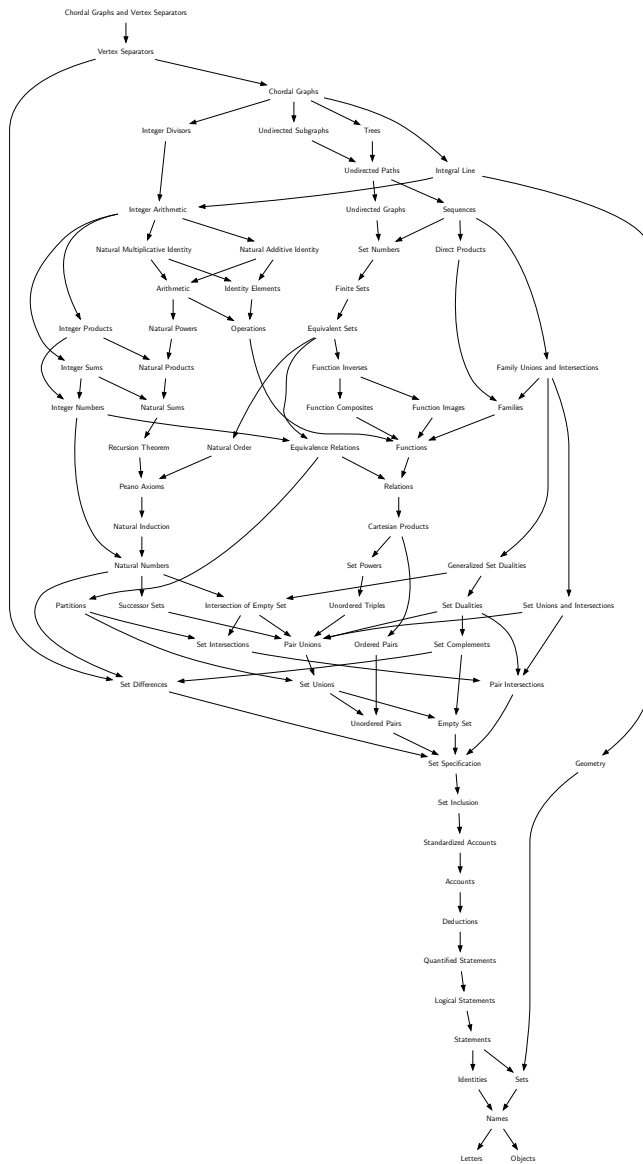 Chordal Graphs and Vertex Separators
Vertex Separators
Chordal Graphs
Integer Divisors
Undirected Subgraphs
Trees
Undirected Paths
Integral Line
Integer Arithmetic
Undirected Graphs
Sequences
Natural Multiplicative Identity
Natural Additive Identity
Set Numbers
Direct Products
Arithmetic
Identity Elements
Finite Sets
Integer Products
Natural Powers
Operations
Equivalent Sets
Integer Sums
Natural Products
Function Inverses
Family Unions and Intersections
Integer Numbers
Natural Sums
Function Composites
Function Images
Families
Recursion Theorem
Natural Order
Equivalence Relations
Functions
Peano Axioms
Relations
Natural Induction
Cartesian Products
Natural Numbers
Set Powers
Generalized Set Dualities
Partitions
Successor Sets
Intersection of Empty Set
Unordered Triples
Set Dualities
Set Unions and Intersections
Set Intersections
Pair Unions
Ordered Pairs
Set Complements
Set Differences
Set Unions
Pair Intersections
Unordered Pairs
Empty Set
Set Specification
Geometry
Set Inclusion
Standardized Accounts
Accounts
Deductions
Quantified Statements
Logical Statements
Statements
Identities
Sets
Names
Letters
Objects